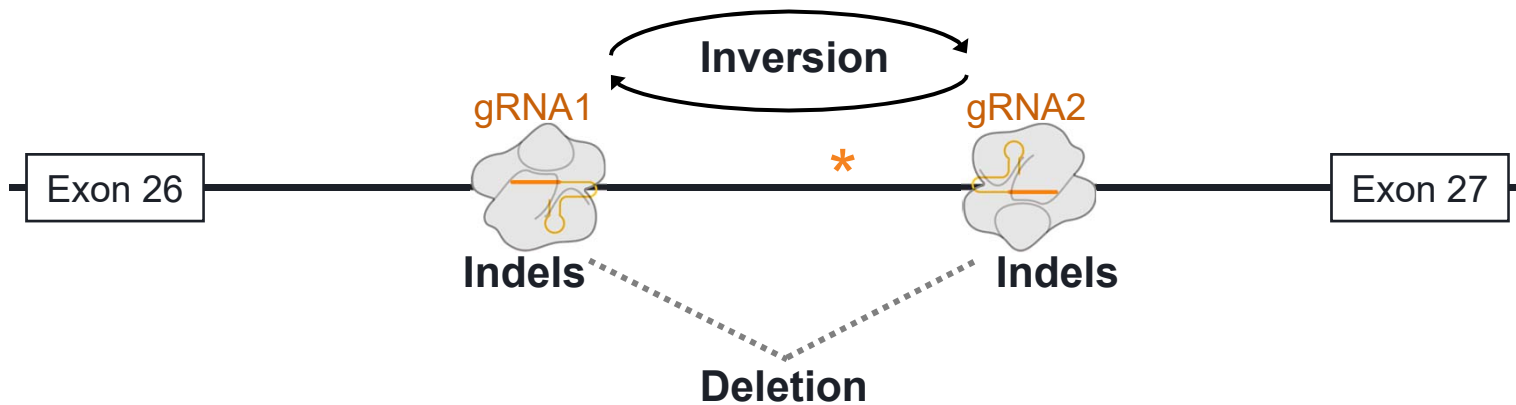 Inversion
gRNA1
gRNA2
*
Exon 26
Exon 27
Indels
Indels
Deletion